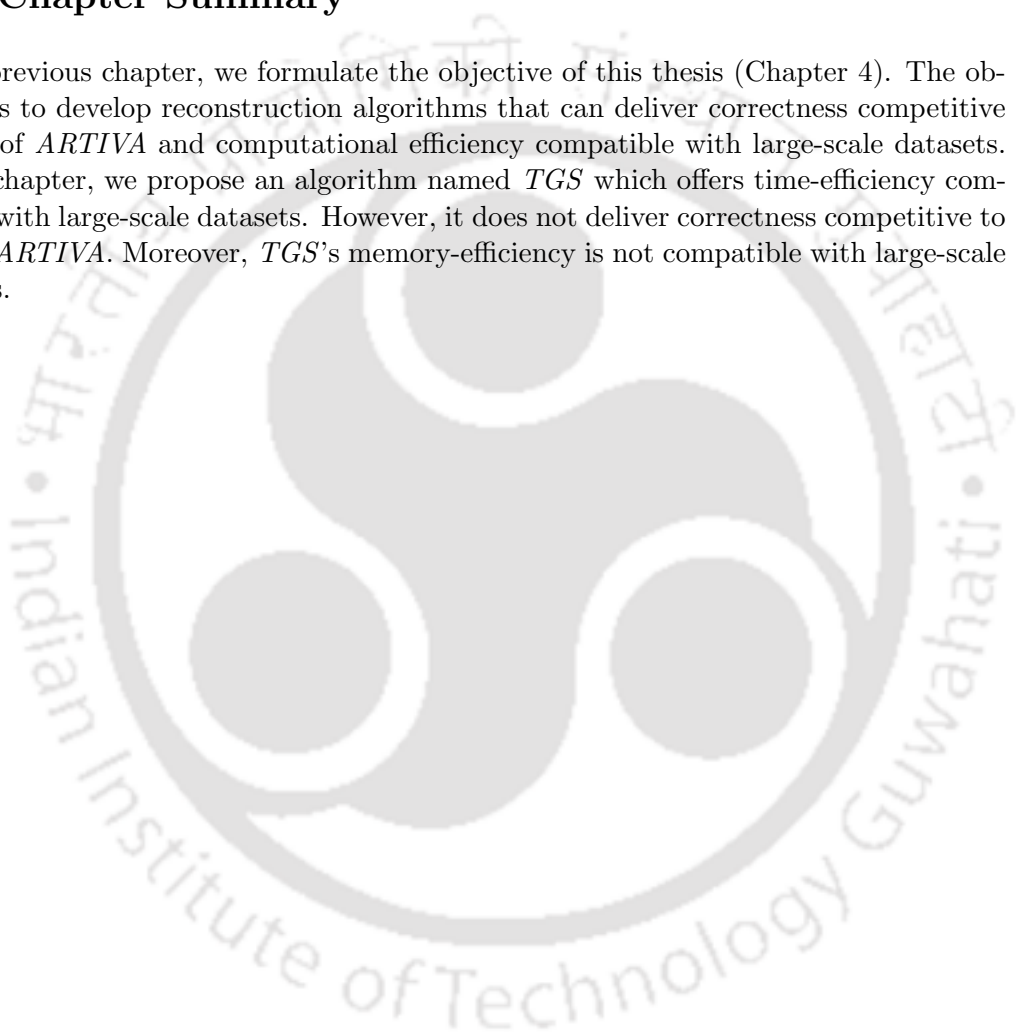 Chapter Summary
previous chapter, we formulate the objective of this thesis (Chapter 4). The ob-
s to develop reconstruction algorithms that can deliver correctness competitive
of ARTIVA and computational efficiency compatible with large-scale datasets.
chapter, we propose an algorithm named TGS which offers time-efficiency com-
with large-scale datasets. However, it does not deliver correctness competitive to
ARTIVA. Moreover, TGS's memory-efficiency is not compatible with large-scale
s.
Indian Institute of Technology Guwahati